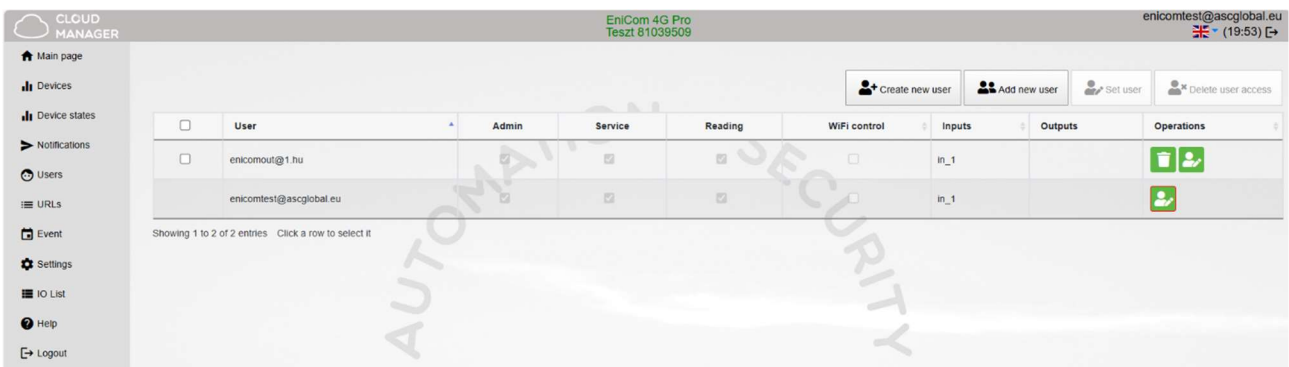 CLOUD
MANAGER
EniCom 4G Pro
Teszt 81039509
enicomtest@ascglobal.eu
(19:53)
Main page
Devices
Device states
Notifications
Users
URLs
Event
Settings
IO List
Help
Logout
Create new user Add new user Set user Delete user access
User Admin Service Reading WiFi control Inputs Outputs Operations
enicomout@1.hu in_1
enicomtest@ascglobal.eu in_1
Showing 1 to 2 of 2 entries Click a row to select it
AUTOMATION SECURITY